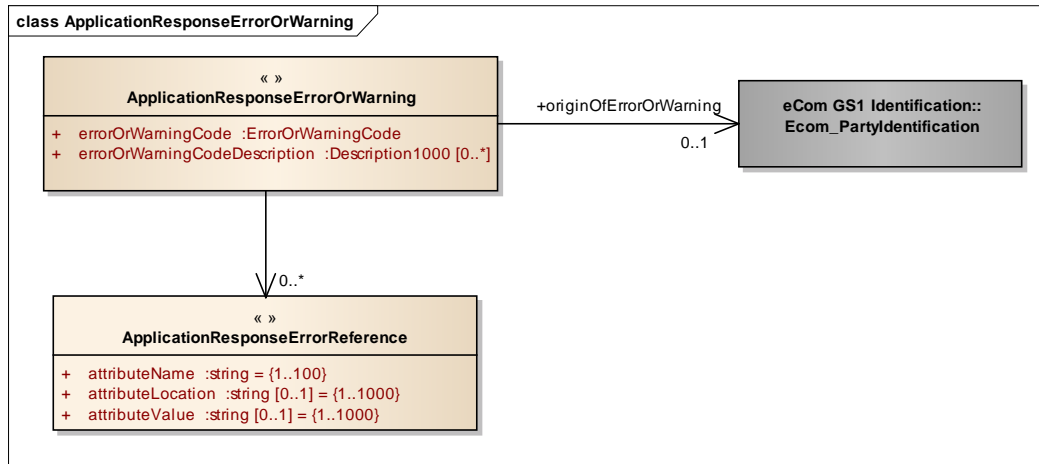 class ApplicationResponseErrorOrWarning
« »
ApplicationResponseErrorOrWarning
+ errorOrWarningCode :ErrorOrWarningCode
+ errorOrWarningCodeDescription :Description1000 [0..*]
+originOfErrorOrWarning
0..1
eCom GS1 Identification::
Ecom_PartyIdentification
0..*
« »
ApplicationResponseErrorReference
+ attributeName :string = {1..100}
+ attributeLocation :string [0..1] = {1..1000}
+ attributeValue :string [0..1] = {1..1000}